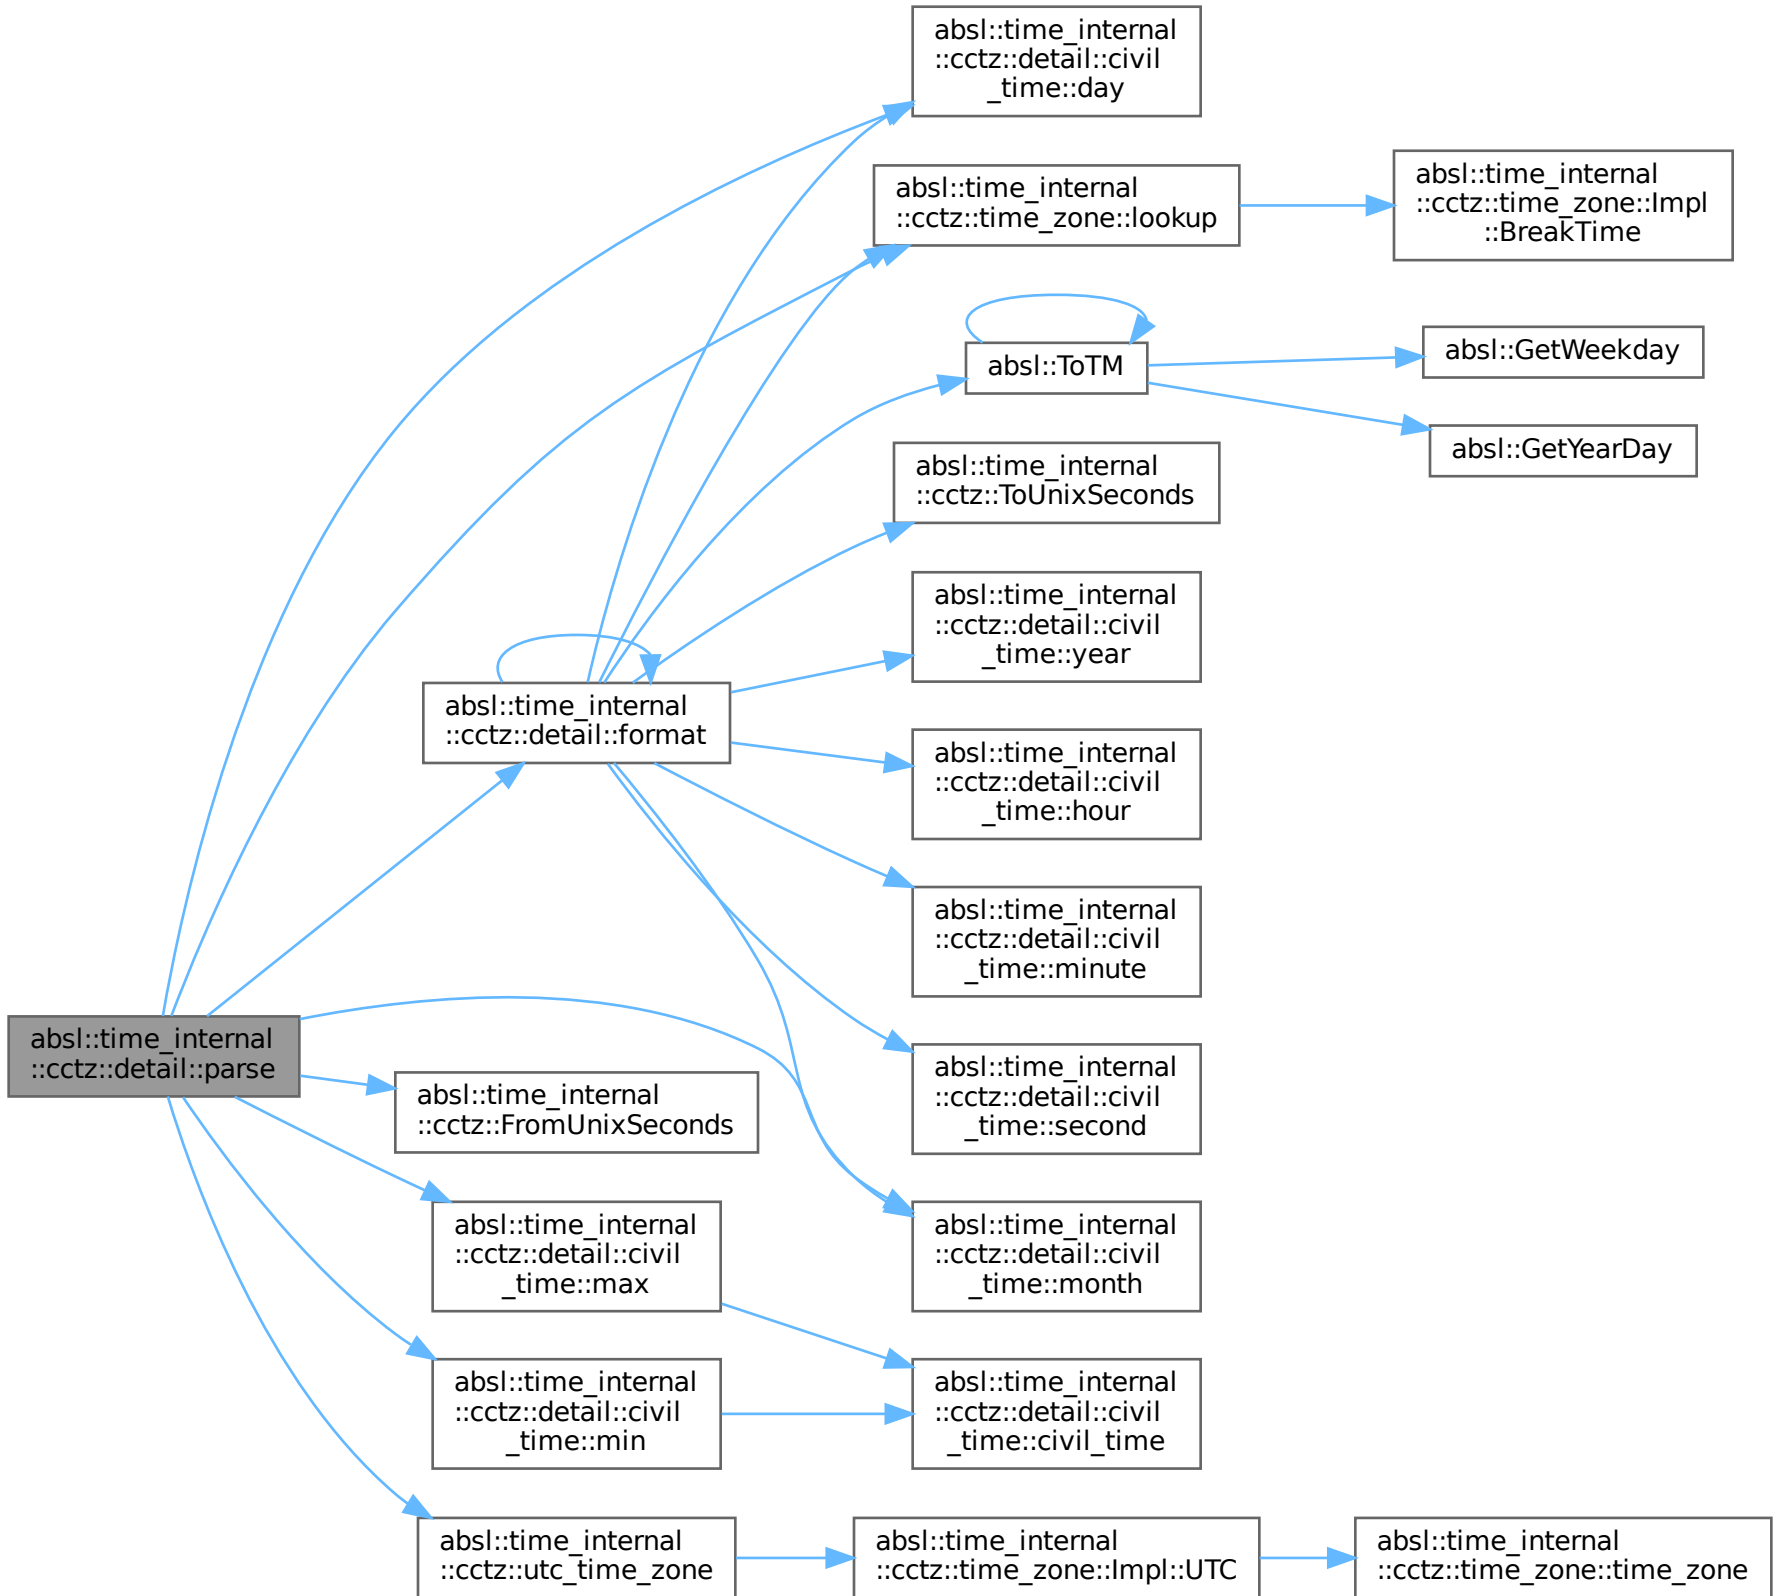 absl::time_internal
::cctz::detail::civil
_time::day
absl::time_internal
::cctz::time_zone::lookup
absl::time_internal
::cctz::time_zone::Impl
::BreakTime
absl::ToTM
absl::GetWeekday
absl::GetYearDay
absl::time_internal
::cctz::ToUnixSeconds
absl::time_internal
::cctz::detail::civil
_time::year
absl::time_internal
::cctz::detail::format
absl::time_internal
::cctz::detail::civil
_time::hour
absl::time_internal
::cctz::detail::civil
_time::minute
absl::time_internal
::cctz::detail::parse
absl::time_internal
::cctz::detail::civil
_time::second
absl::time_internal
::cctz::FromUnixSeconds
absl::time_internal
::cctz::detail::civil
_time::max
absl::time_internal
::cctz::detail::civil
_time::month
absl::time_internal
::cctz::detail::civil
_time::min
absl::time_internal
::cctz::detail::civil
_time::civil_time
absl::time_internal
::cctz::utc_time_zone
absl::time_internal
::cctz::time_zone::Impl::UTC
absl::time_internal
::cctz::time_zone::time_zone